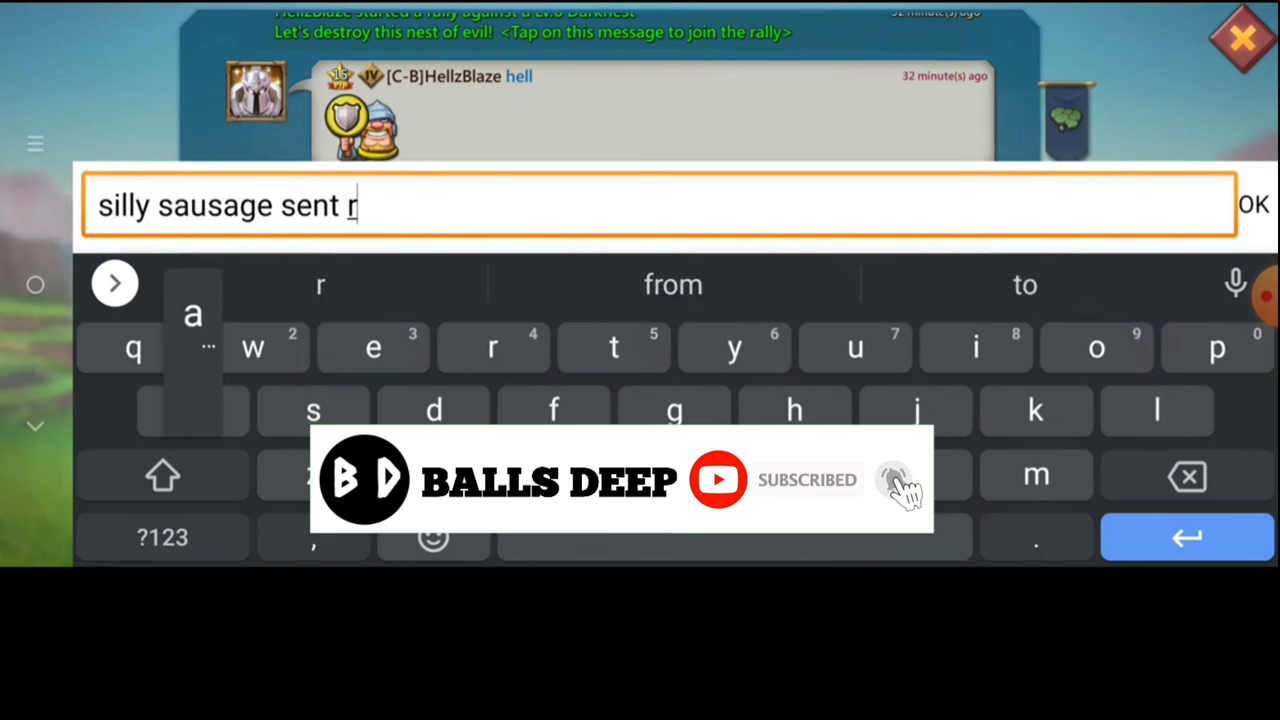 HellzBlaze started a rally against a Lv.6 Darknest
32 minute(s) ago
Let's destroy this nest of evil! <Tap on this message to join the rally>
15 IV [C-B]HellzBlaze hell
32 minute(s) ago
silly sausage sent r
OK
r from to
a
q w 2 e 3 r 4 t 5 y 6 u 7 i 8 o 9 p 0
s d f g h j k l
m
BD BALLS DEEP SUBSCRIBED
?123 , .